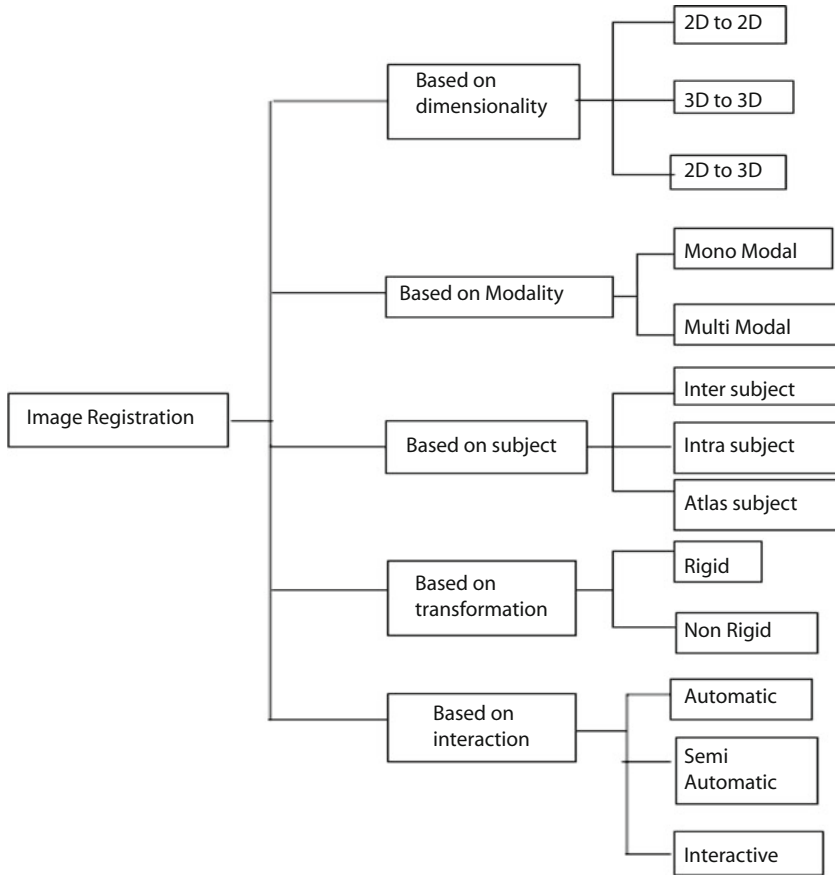 Image Registration
Based on
dimensionality
2D to 2D
3D to 3D
2D to 3D
Based on Modality
Mono Modal
Multi Modal
Based on subject
Inter subject
Intra subject
Atlas subject
Based on
transformation
Rigid
Non Rigid
Based on
interaction
Automatic
Semi
Automatic
Interactive